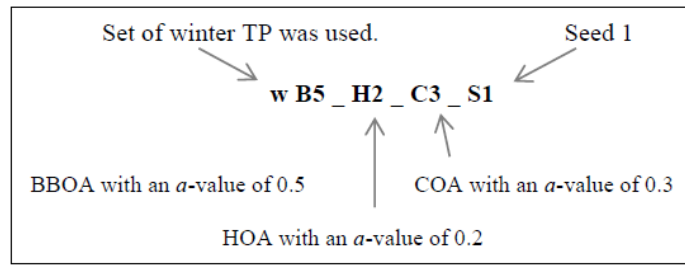 Set of winter TP was used. Seed 1
w B5 _ H2 _ C3 _ S1
BBOA with an a-value of 0.5 COA with an a-value of 0.3
HOA with an a-value of 0.2